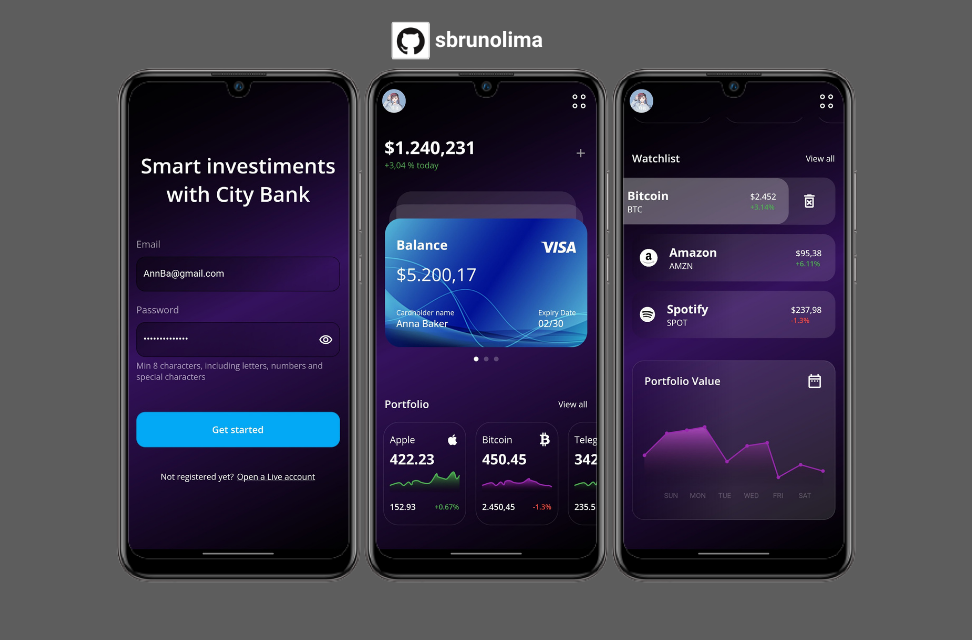 sbrunolima
Smart investiments
with City Bank
Email
AnnBa@gmail.com
Password
••••••••••••••
Min 8 characters, including letters, numbers and
special characters
Get started
Not registered yet? Open a Live account
$1.240,231
+3,04 % today
Balance
VISA
$5.200,17
Cardholder name
Expiry Date
Anna Baker
02/30
Portfolio
View all
Apple
422.23
152.93
+0.67%
Bitcoin
450.45
2.450,45
-1.3%
Teleg
342
235.5
Watchlist
View all
Bitcoin
$2.452
BTC
+3.14%
Amazon
$95,38
AMZN
+6.11%
Spotify
$237,98
SPOT
-1.3%
Portfolio Value
SUN MON TUE WED FRI SAT